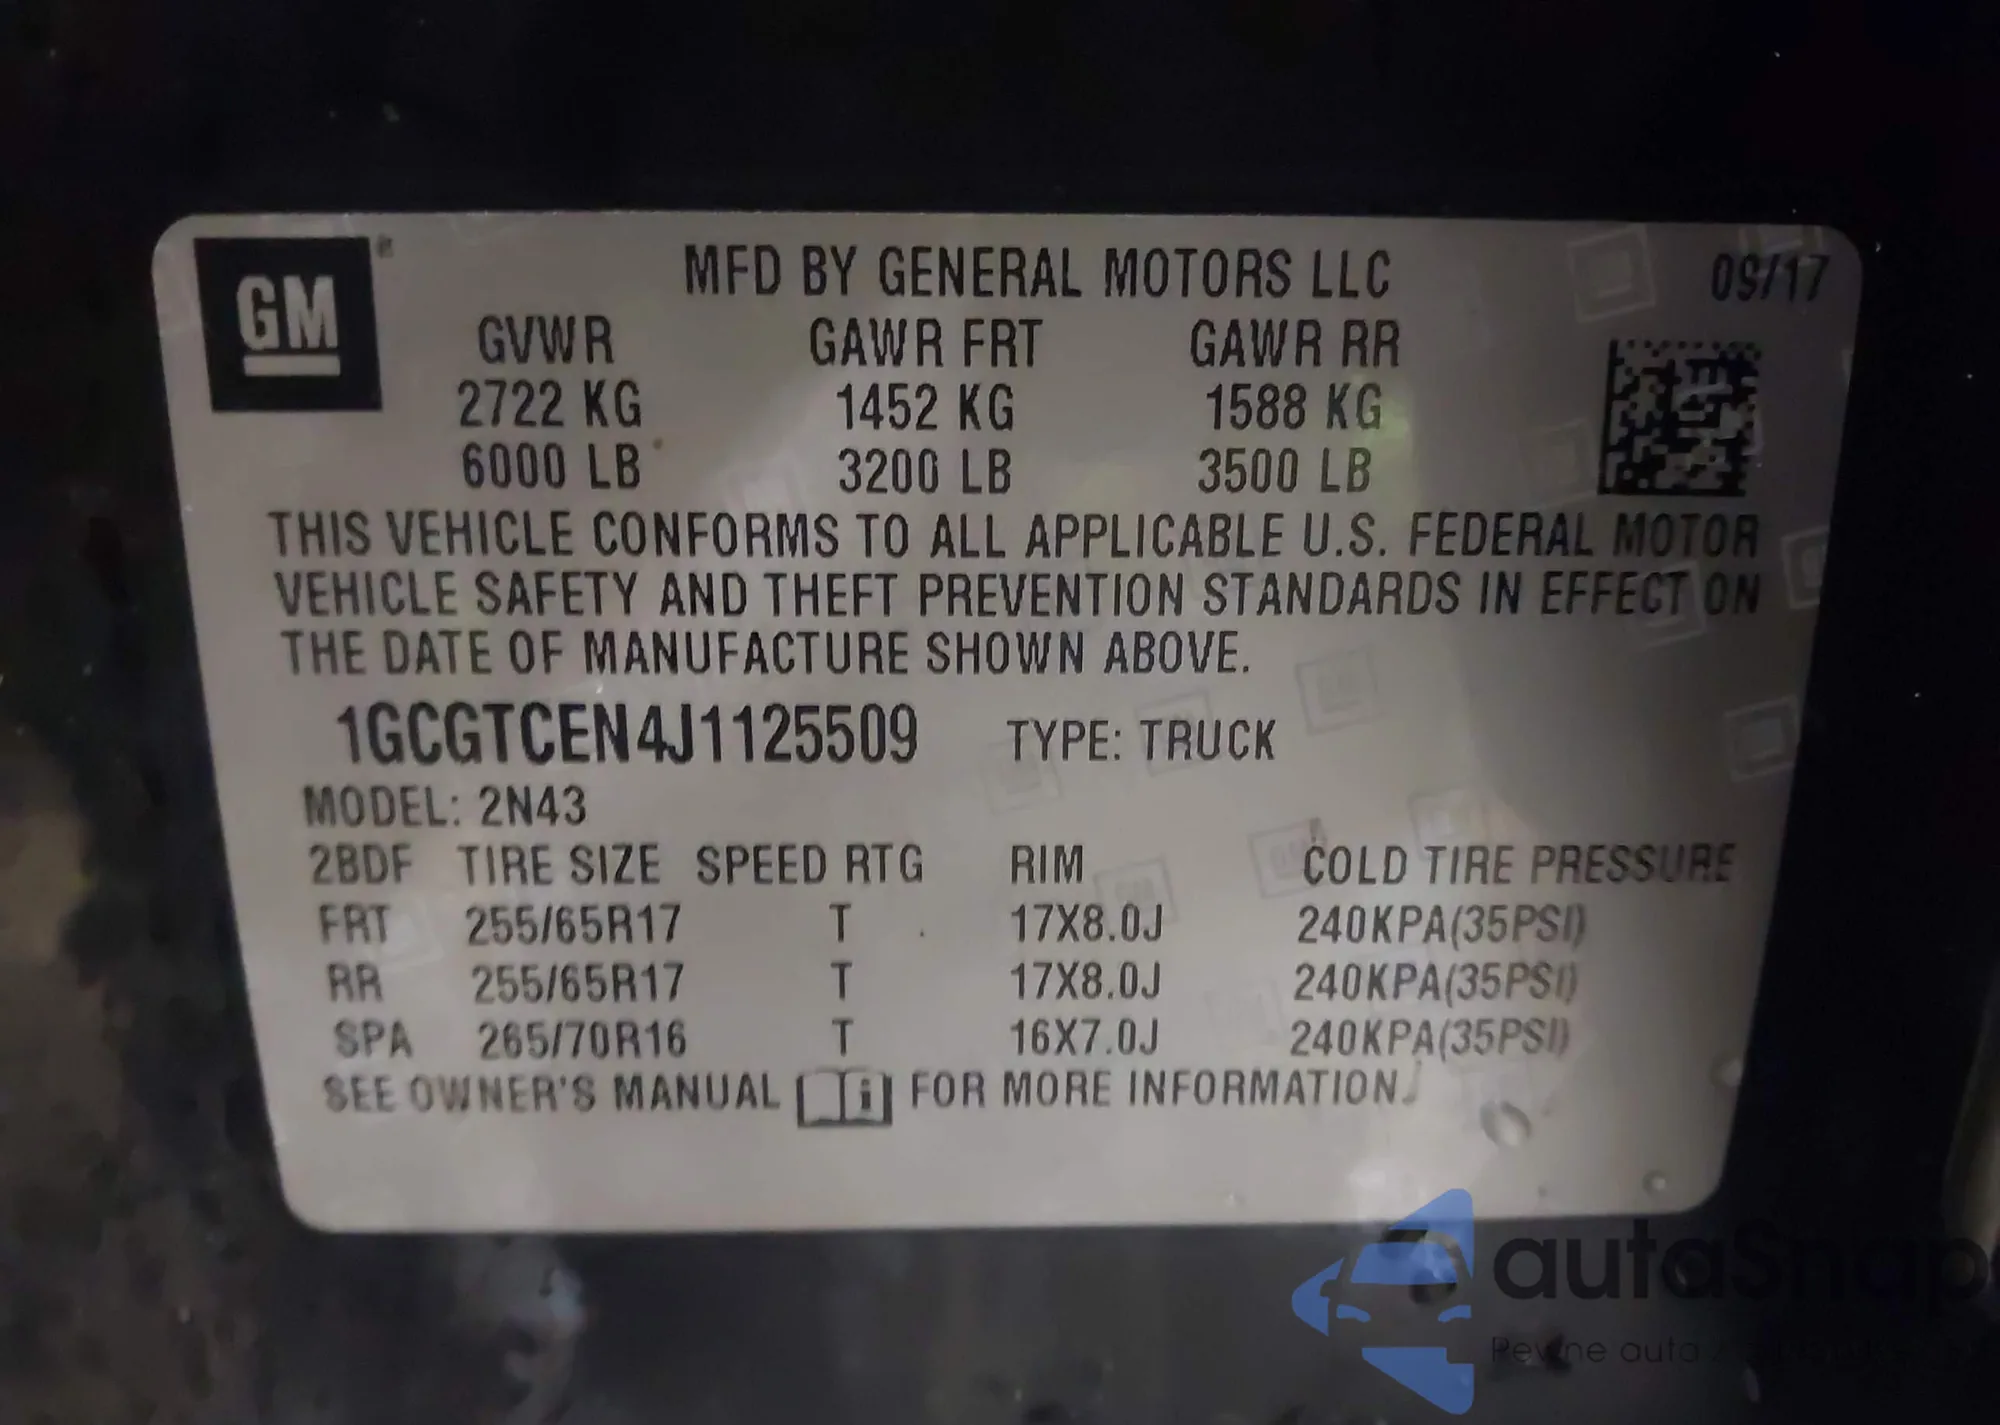 GM
MFD BY GENERAL MOTORS LLC 09/17
GVWR GAWR FRT GAWR RR
2722 KG 1452 KG 1588 KG
6000 LB 3200 LB 3500 LB
THIS VEHICLE CONFORMS TO ALL APPLICABLE U.S. FEDERAL MOTOR
VEHICLE SAFETY AND THEFT PREVENTION STANDARDS IN EFFECT ON
THE DATE OF MANUFACTURE SHOWN ABOVE.
1GCGTCEN4J1125509 TYPE: TRUCK
MODEL: 2N43
2BDF TIRE SIZE SPEED RTG RIM COLD TIRE PRESSURE
FRT 255/65R17 T 17X8.0J 240KPA(35PSI)
RR 255/65R17 T 17X8.0J 240KPA(35PSI)
SPA 265/70R16 T 16X7.0J 240KPA(35PSI)
SEE OWNER'S MANUAL FOR MORE INFORMATION.
autaSnap
Pewne auto